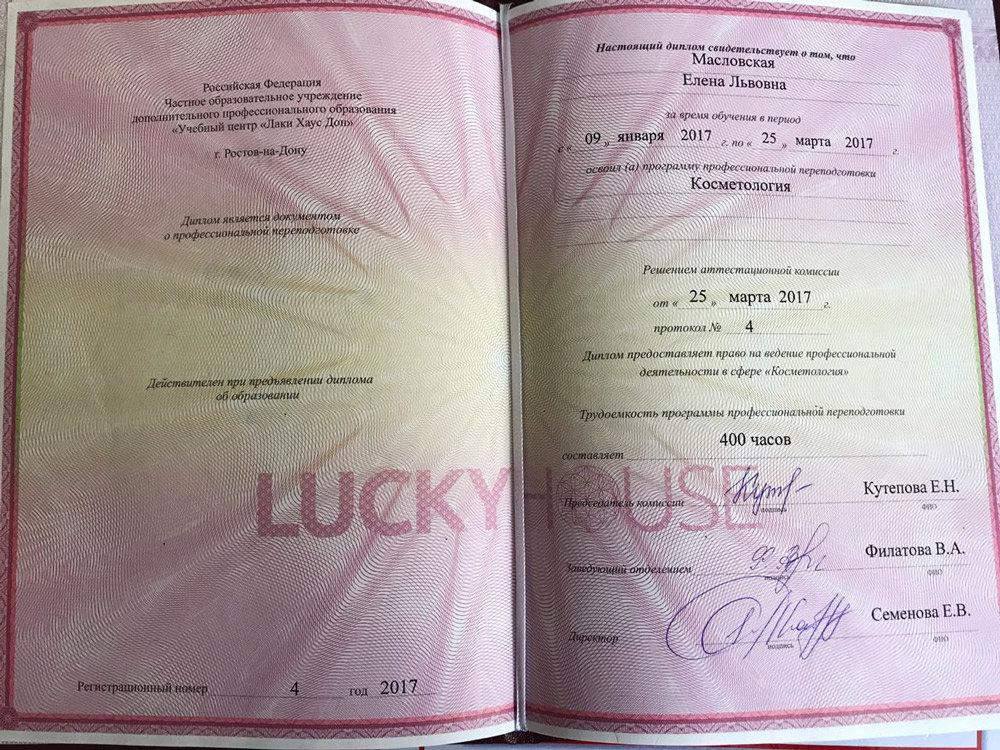 Российская Федерация
Частное образовательное учреждение
дополнительного профессионального образования
«Учебный центр «Лаки Хаус Дон»
г. Ростов-на-Дону
Диплом является документом
о профессиональной переподготовке
Действителен при предъявлении диплома
об образовании
LUCKYHOUSE
Регистрационный номер 4 год 2017
Настоящий диплом свидетельствует о том, что
Масловская
Елена Львовна
за время обучения в период
с « 09 » января 2017 г. по « 25 » марта 2017 г.
освоил (а) программу профессиональной переподготовки
Косметология
Решением аттестационной комиссии
от « 25 » марта 2017 г.
протокол № 4
Диплом предоставляет право на ведение профессиональной
деятельности в сфере «Косметология»
Трудоемкость программы профессиональной переподготовки
400 часов
составляет
Председатель комиссии Кутепова Е.Н.
подпись ФИО
Заведующий отделением Филатова В.А.
подпись ФИО
Директор Семенова Е.В.
подпись ФИО